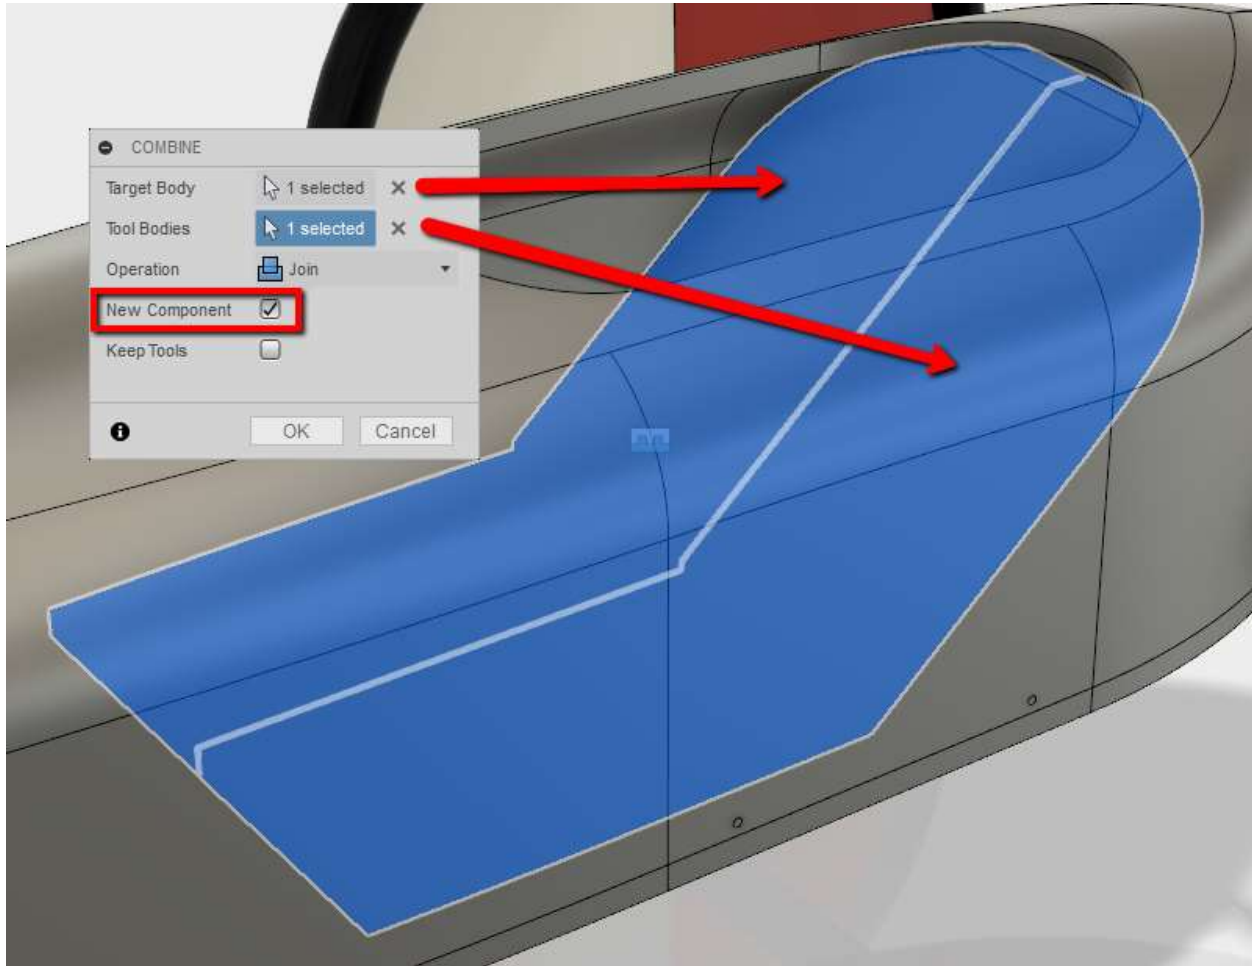 COMBINE
Target Body 1 selected
Tool Bodies 1 selected
Operation Join
New Component
Keep Tools
OK Cancel